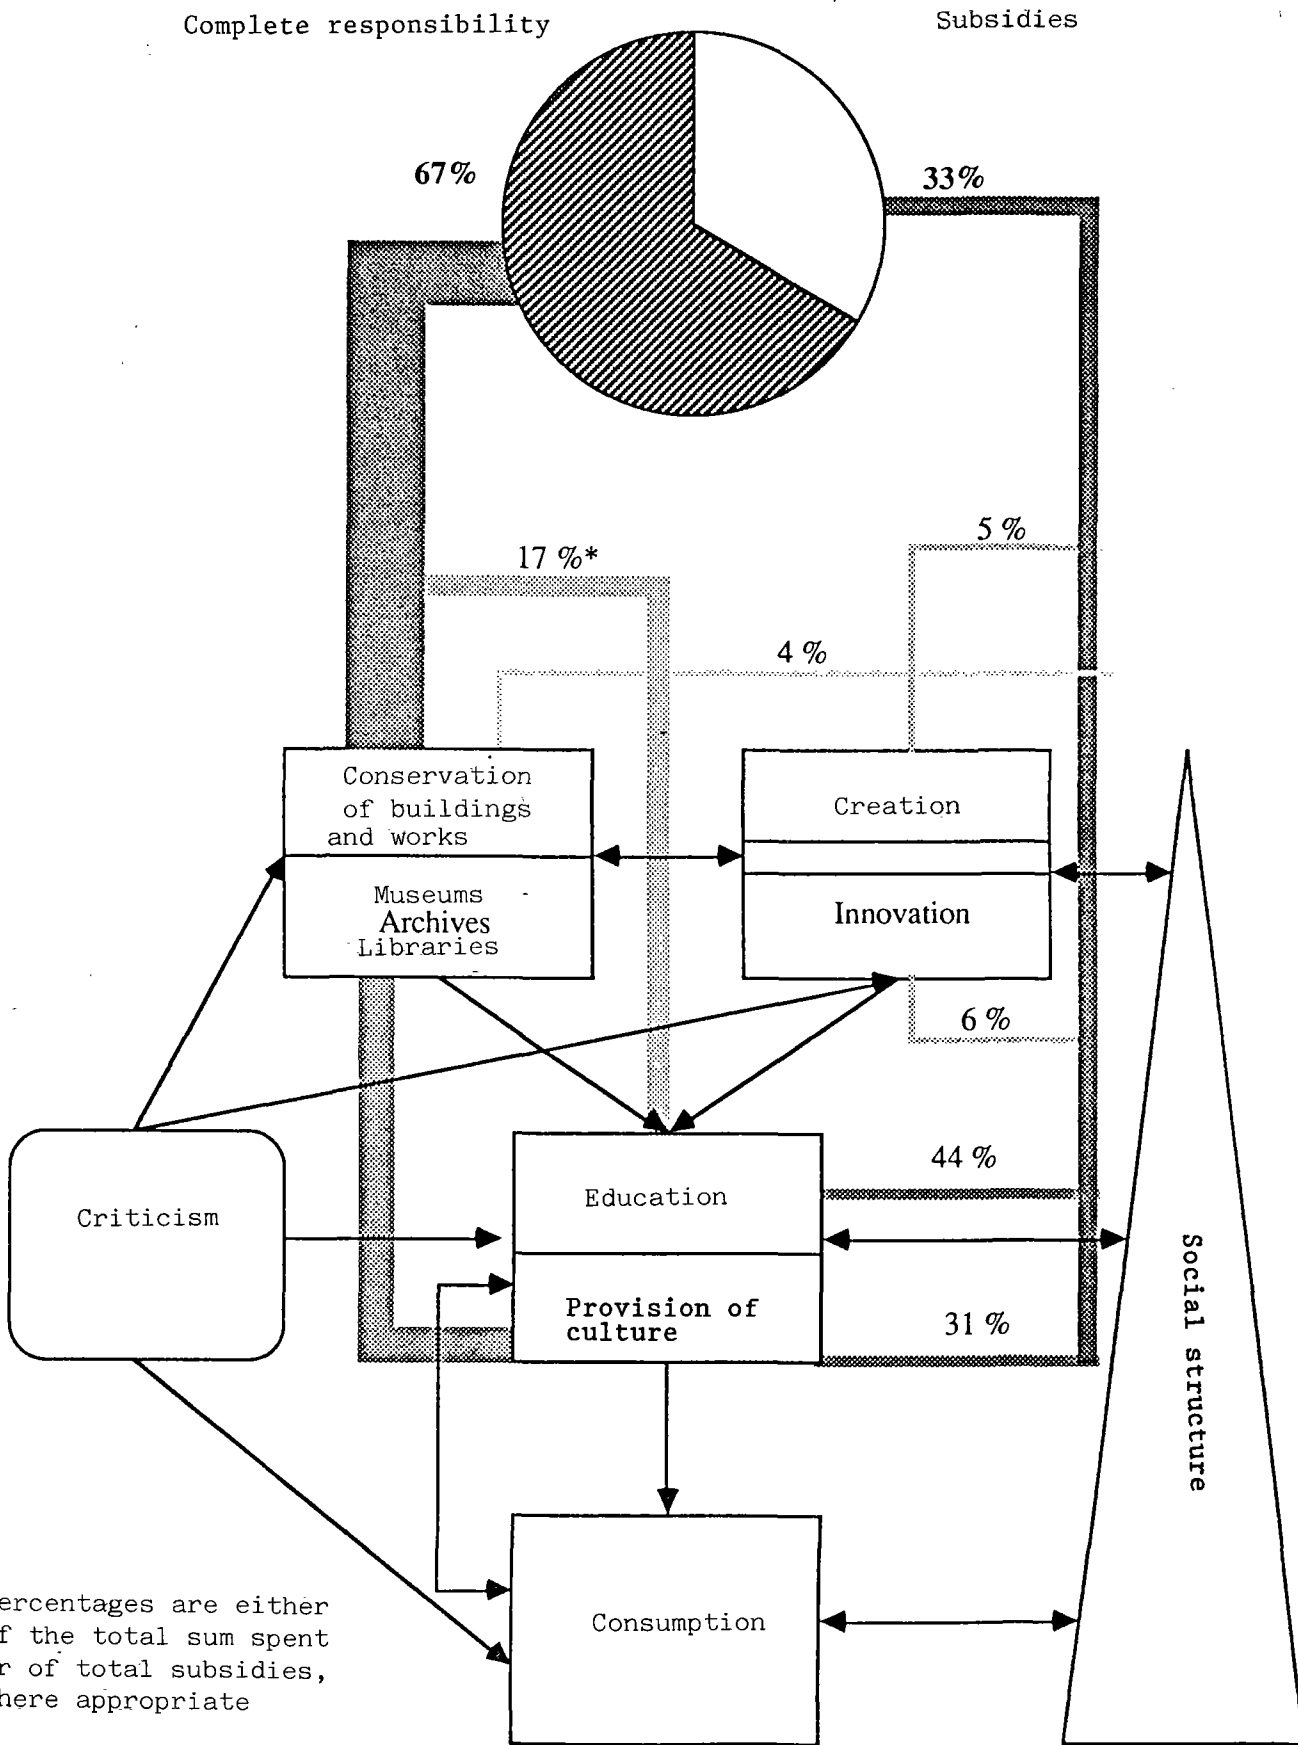 Complete responsibility
Subsidies
67%
33%
5 %
17 %*
4 %
Conservation
of buildings
and works
Museums
Archives
Libraries
Creation
Innovation
6 %
44 %
Education
Criticism
Provision of
culture
31 %
Social structure
Consumption
ercentages are either
f the total sum spent
r of total subsidies,
here appropriate